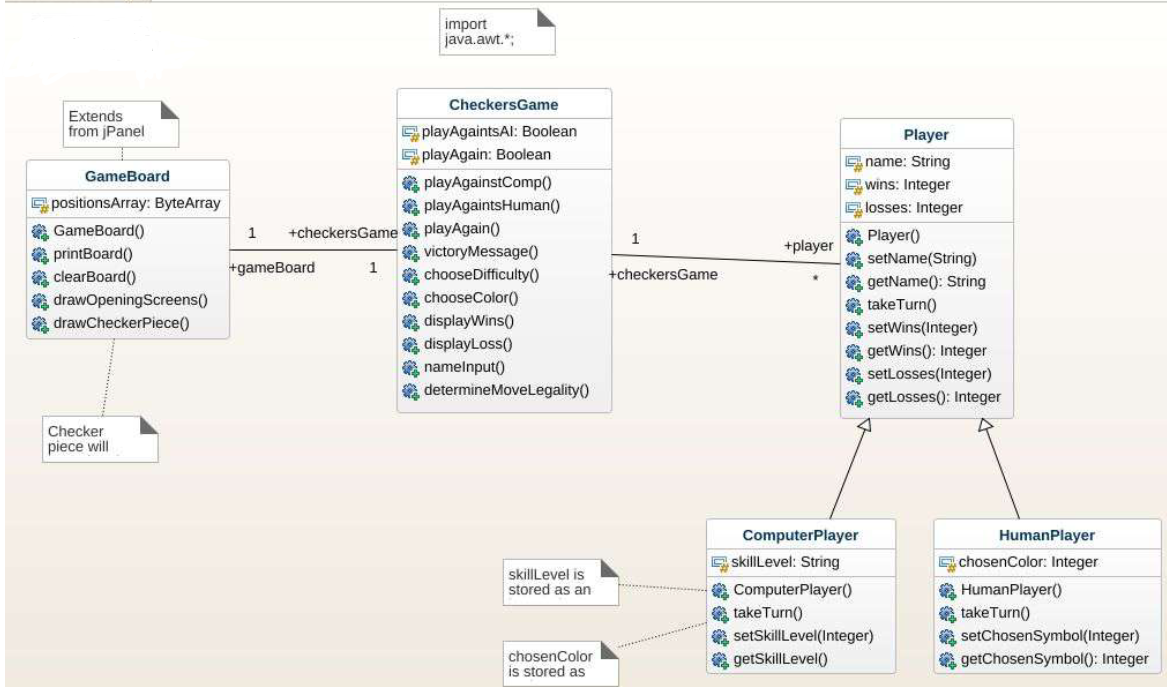 import
java.awt.*;
Extends
from jPanel
GameBoard
positionsArray: ByteArray
GameBoard()
printBoard()
clearBoard()
drawOpeningScreens()
drawCheckerPiece()
Checker
piece will
1
+checkersGame
+gameBoard
1
CheckersGame
playAgaintsAI: Boolean
playAgain: Boolean
playAgainstComp()
playAgaintsHuman()
playAgain()
victoryMessage()
chooseDifficulty()
chooseColor()
displayWins()
displayLoss()
nameInput()
determineMoveLegality()
1
+player
+checkersGame
*
Player
name: String
wins: Integer
losses: Integer
Player()
setName(String)
getName(): String
takeTurn()
setWins(Integer)
getWins(): Integer
setLosses(Integer)
getLosses(): Integer
skillLevel is
stored as an
chosenColor
is stored as
ComputerPlayer
skillLevel: String
ComputerPlayer()
takeTurn()
setSkillLevel(Integer)
getSkillLevel()
HumanPlayer
chosenColor: Integer
HumanPlayer()
takeTurn()
setChosenSymbol(Integer)
getChosenSymbol(): Integer